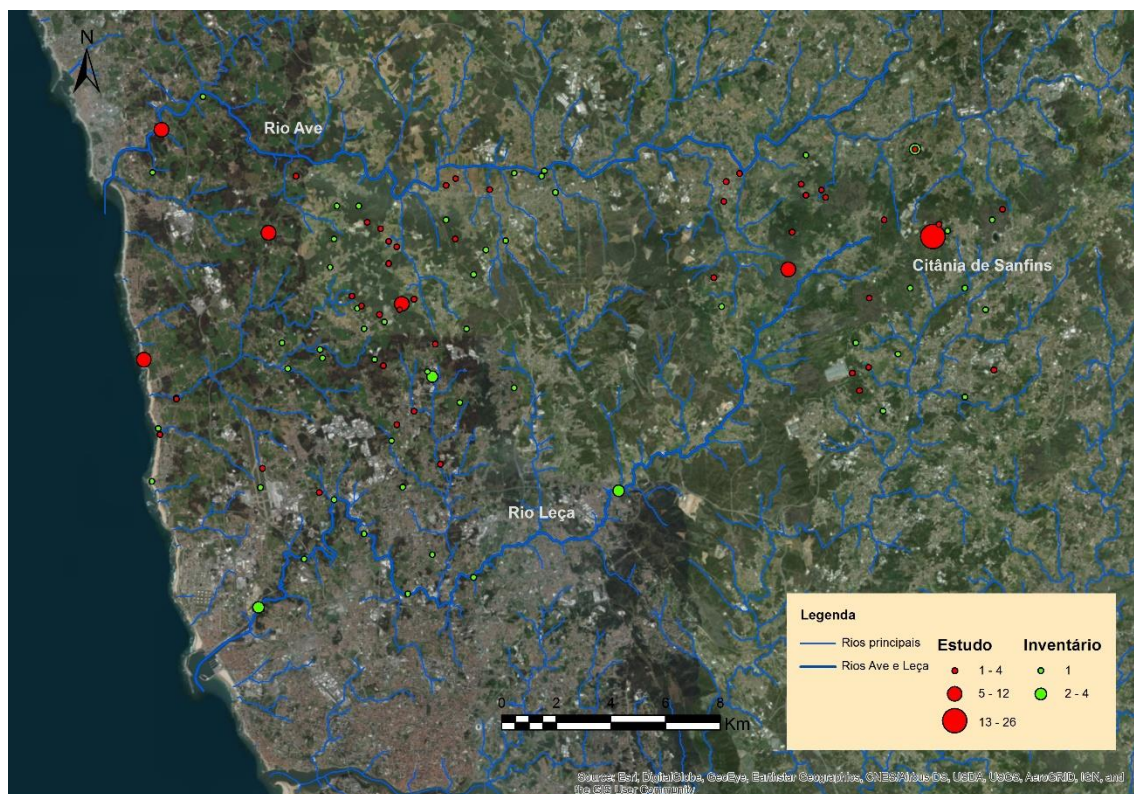 N
Rio Ave
Citânia de Sanfins
Rio Leça
Legenda
Rios principais
Rios Ave e Leça
Estudo
1 - 4
5 - 12
13 - 26
Inventário
1
2 - 4
0 2 4 6 8
Km
Source: Esri, DigitalGlobe, GeoEye, Earthstar Geographics, CNES/Airbus DS, USDA, USGS, AeroGRID, IGN, and
the GIS User Community